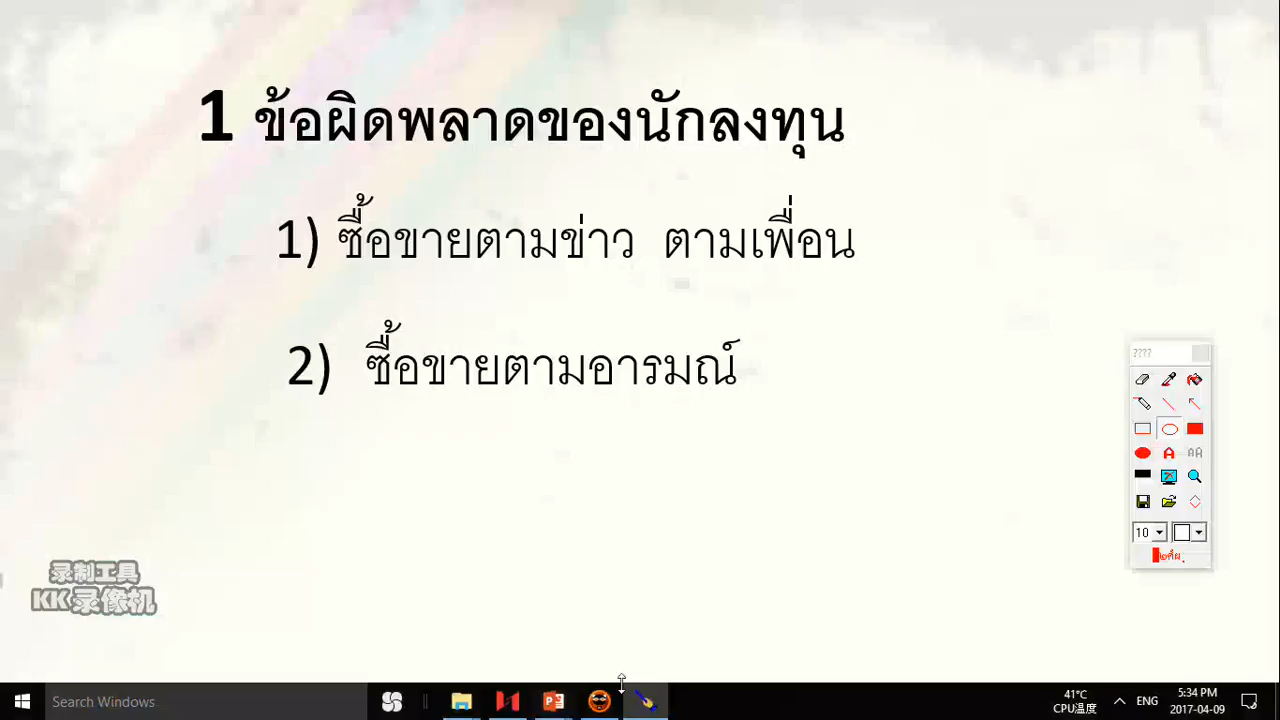 1 ข้อผิดพลาดของนักลงทุน
1) ซื้อขายตามข่าว ตามเพื่อน
2) ซื้อขายตามอารมณ์
????
10
录制工具
KK 录像机
Search Windows
41°C
CPU温度
ENG
5:34 PM
2017-04-09